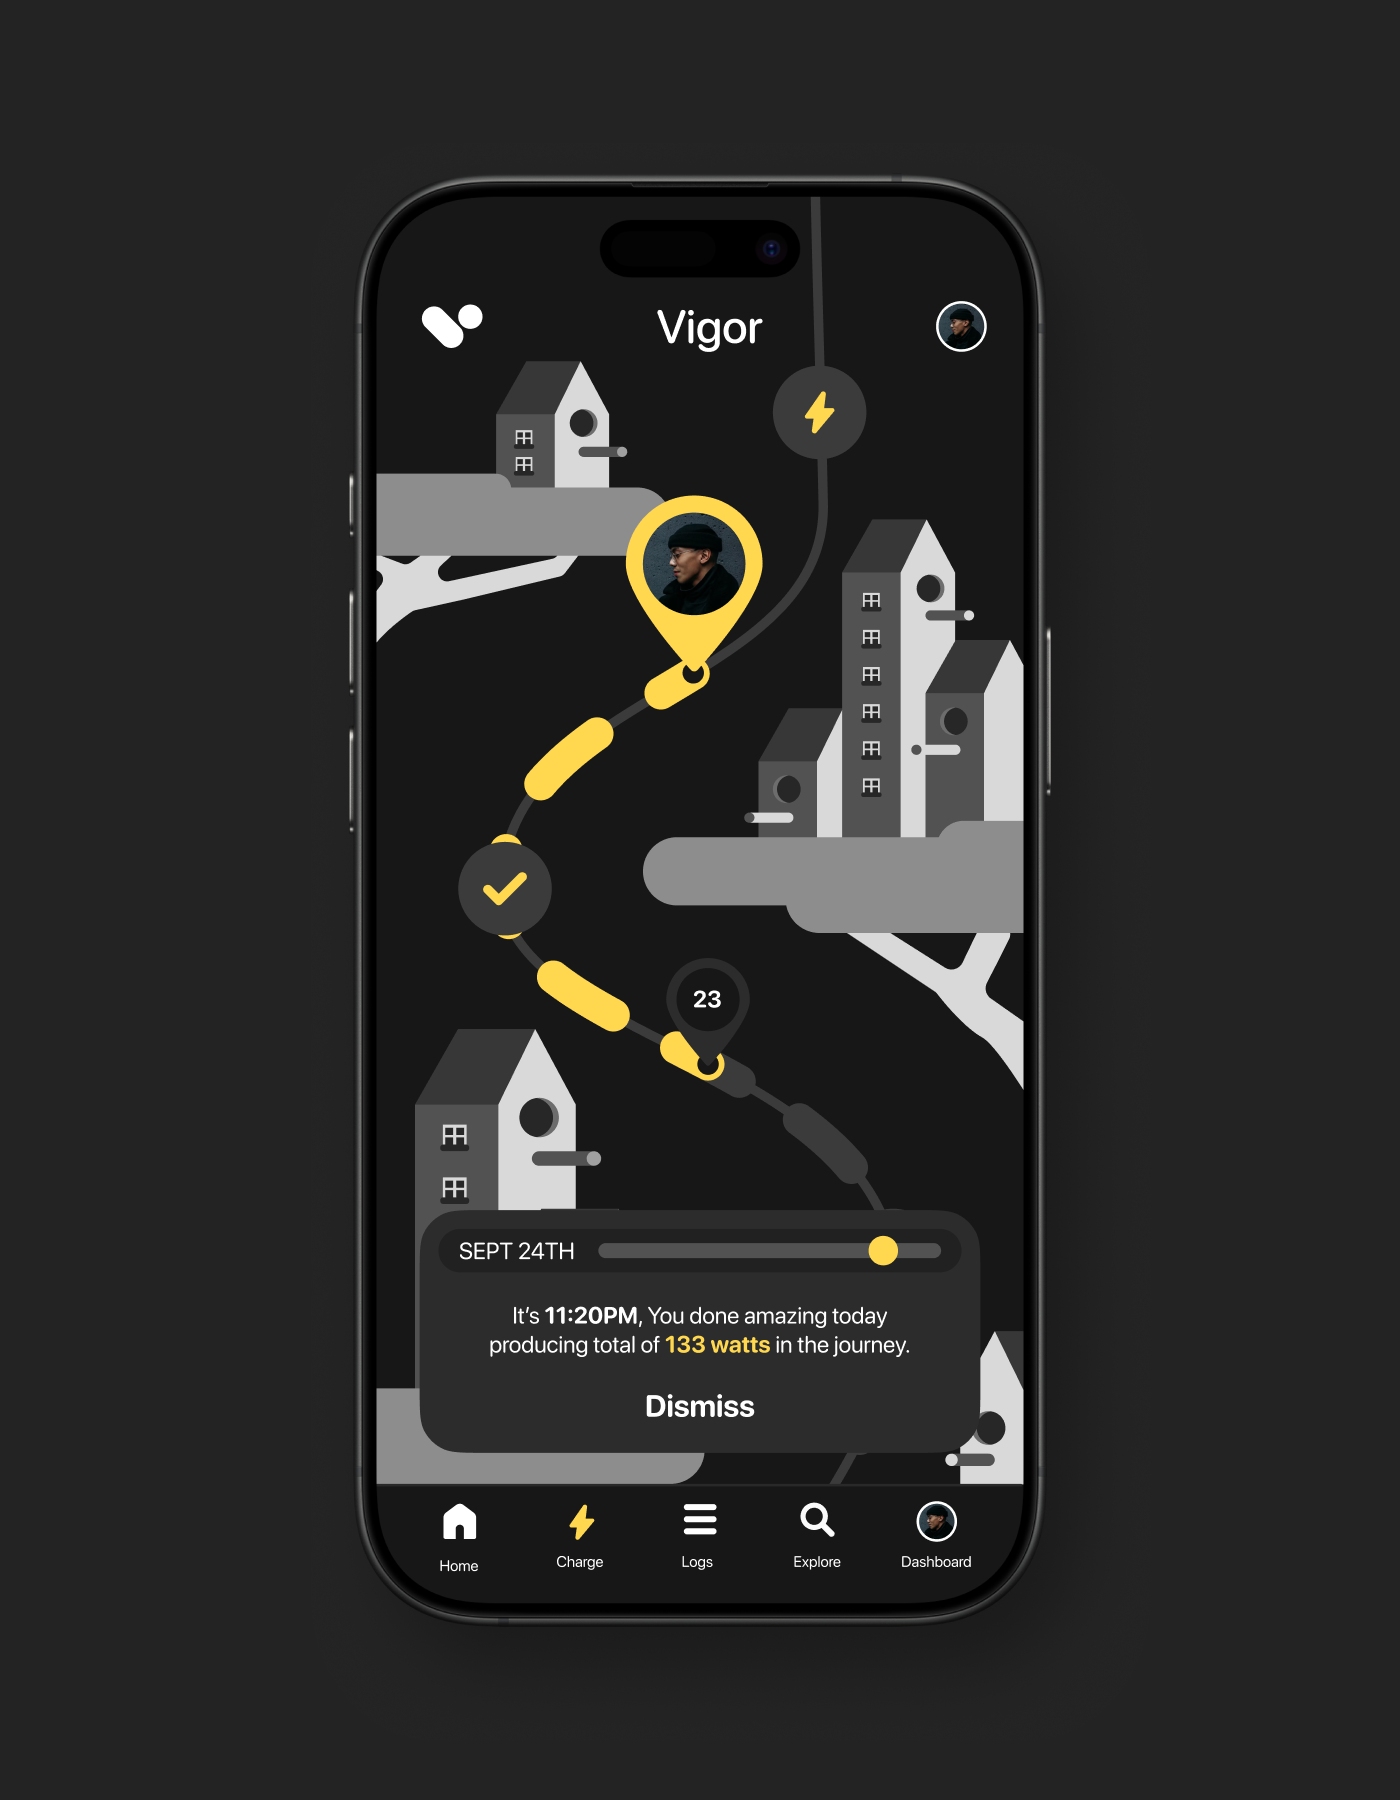 Vigor
23
SEPT 24TH
It’s 11:20PM, You done amazing today
producing total of 133 watts in the journey.
Dismiss
Home
Charge
Logs
Explore
Dashboard